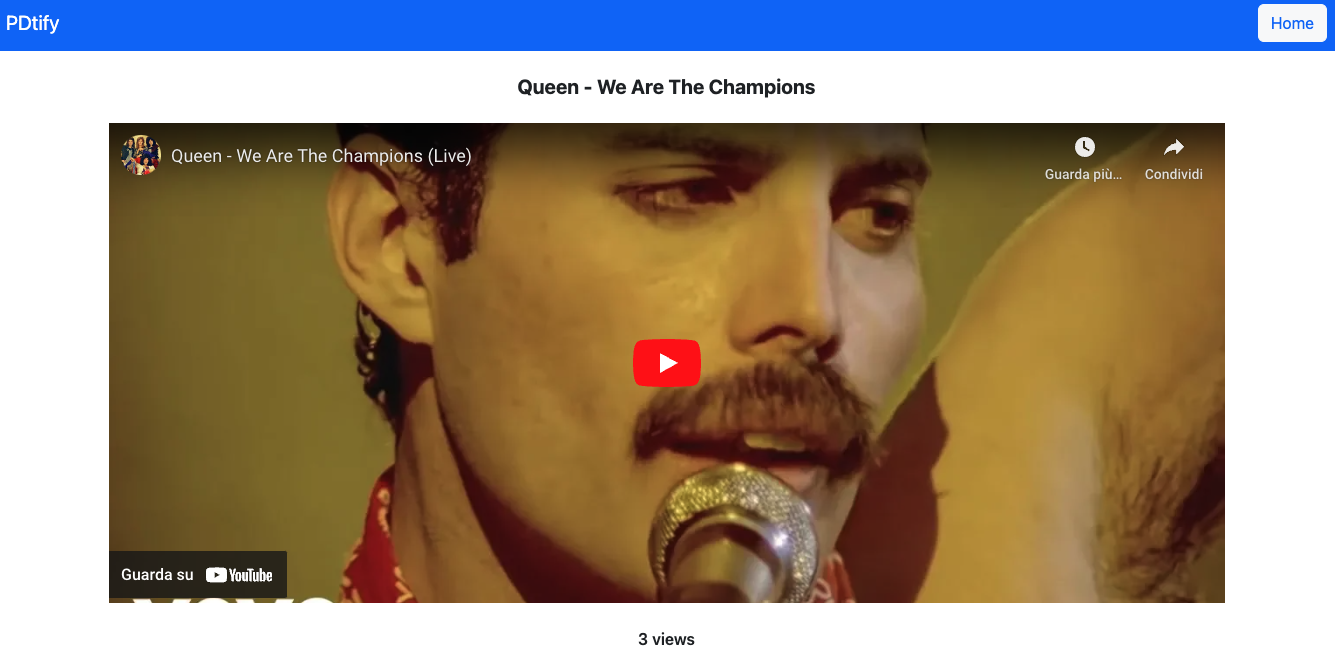 PDtify
Home
Queen - We Are The Champions
Queen - We Are The Champions (Live)
Guarda più...
Condividi
Guarda su YouTube
3 views